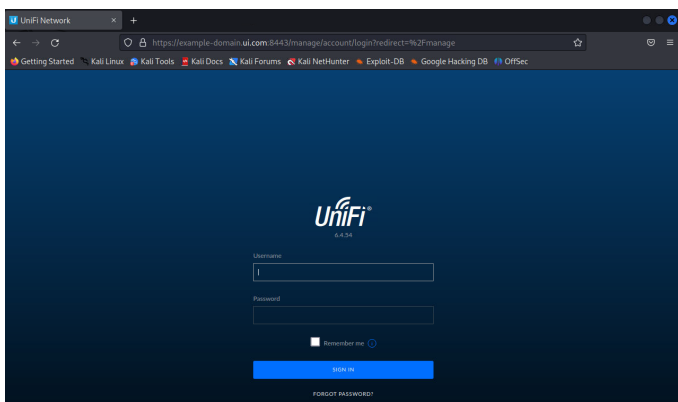 UniFi Network
https://example-domain.ui.com:8443/manage/account/login?redirect=%2Fmanage
Getting Started Kali Linux Kali Tools Kali Docs Kali Forums Kali NetHunter Exploit-DB Google Hacking DB OffSec
UniFi®
6.4.54
Username
Password
Remember me
SIGN IN
FORGOT PASSWORD?